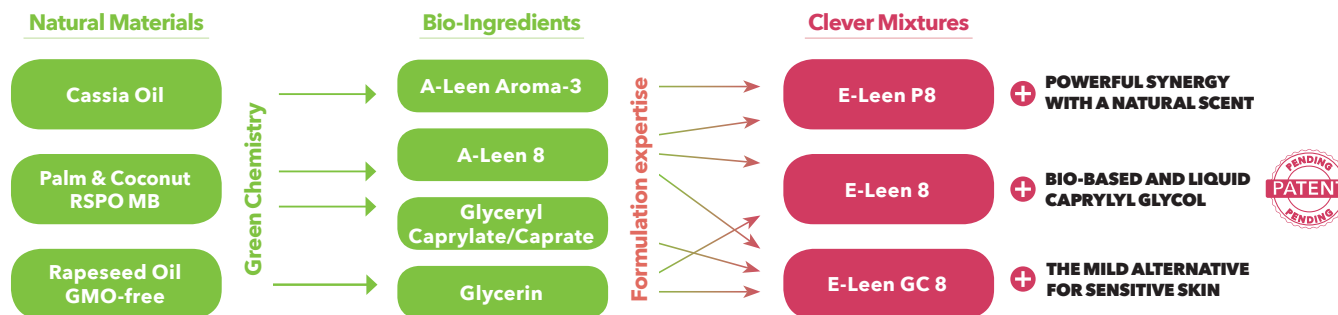 Natural Materials
Bio-Ingredients
Clever Mixtures
Cassia Oil
Palm & Coconut
RSPO MB
Rapeseed Oil
GMO-free
Green Chemistry
A-Leen Aroma-3
A-Leen 8
Glyceryl
Caprylate/Caprate
Glycerin
Formulation expertise
E-Leen P8
POWERFUL SYNERGY
WITH A NATURAL SCENT
E-Leen 8
BIO-BASED AND LIQUID
CAPRYLYL GLYCOL
PENDING
PATENT
PENDING
E-Leen GC 8
THE MILD ALTERNATIVE
FOR SENSITIVE SKIN